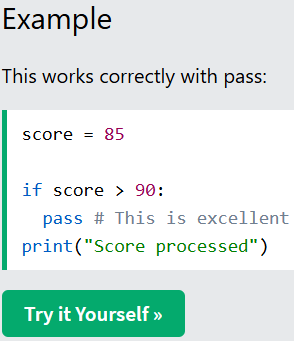 Example
This works correctly with pass:
score = 85
if score > 90:
  pass # This is excellent
print("Score processed")
Try it Yourself »